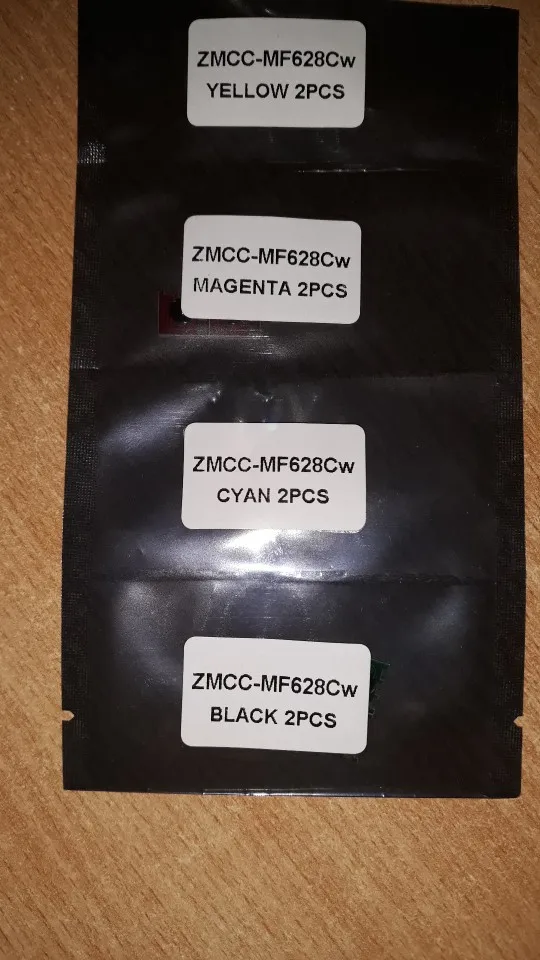 ZMCC-MF628Cw
YELLOW 2PCS
ZMCC-MF628Cw
MAGENTA 2PCS
ZMCC-MF628Cw
CYAN 2PCS
ZMCC-MF628Cw
BLACK 2PCS